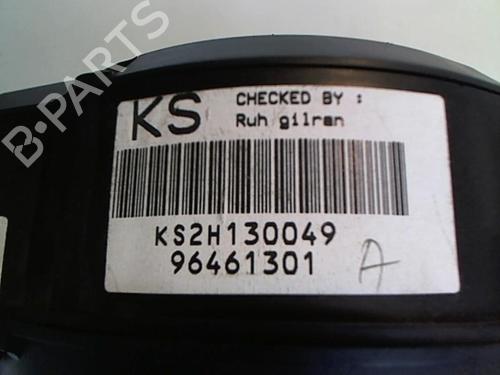 B-PARTS
KS CHECKED BY :
Ruh gilran
KS2H130049
96461301
A